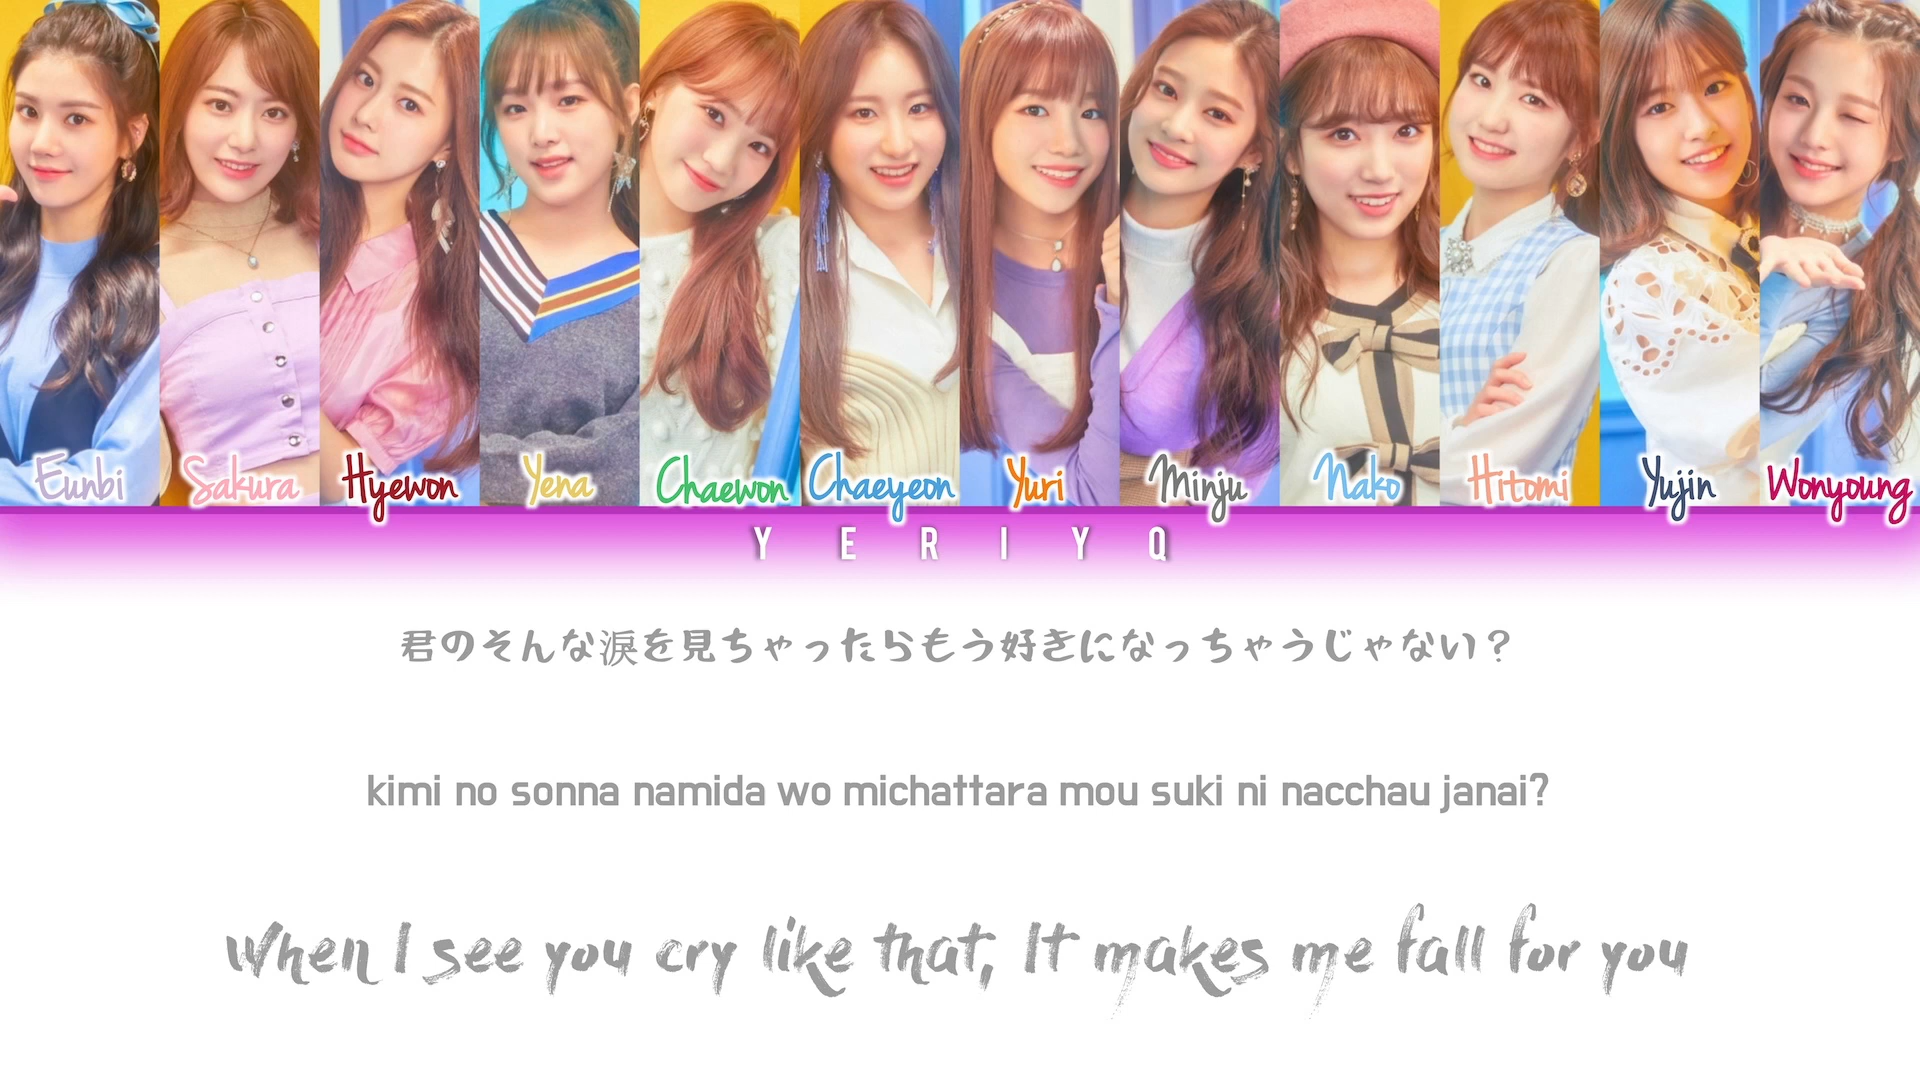 Eunbi Sakura Hyewon Yena Chaewon Chaeyeon Yuri Minju Nako Hitomi Yujin Wonyoung
YERIYQ
君のそんな涙を見ちゃったらもう好きになっちゃうじゃない？
kimi no sonna namida wo michattara mou suki ni nacchau janai?
When I see you cry like that, It makes me fall for you